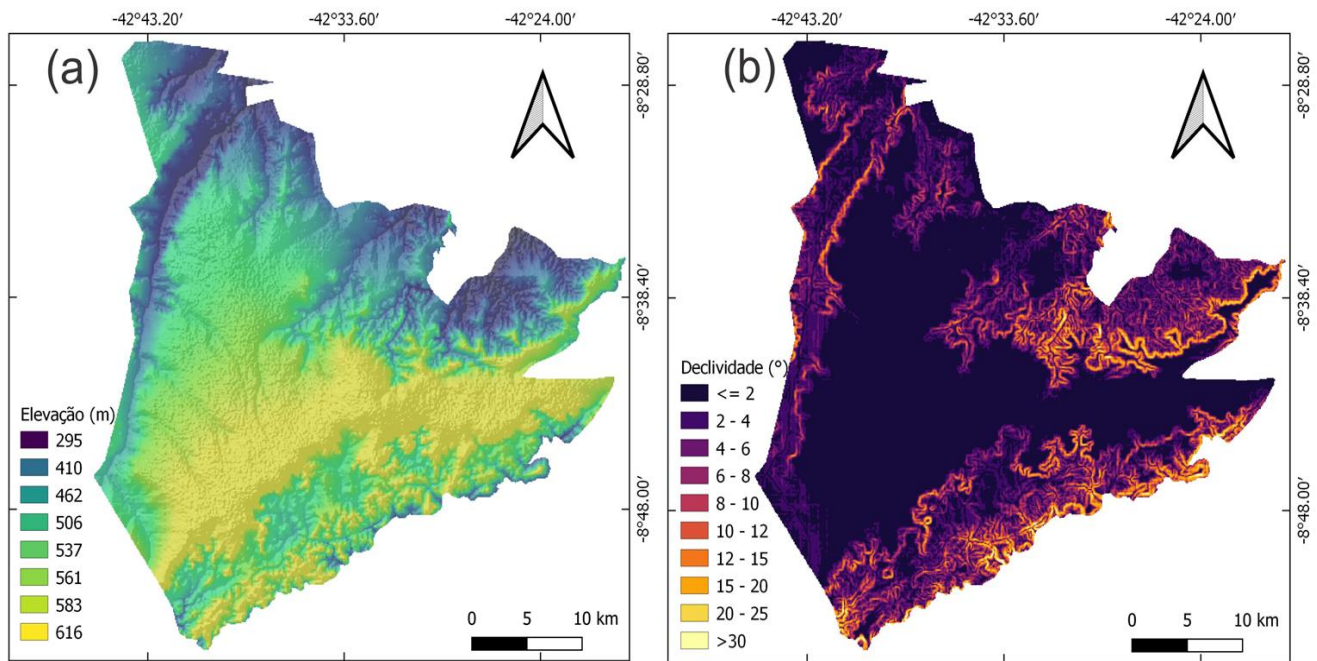 -42°43.20′ -42°33.60′ -42°24.00′
(a)
-8°28.80′
-8°38.40′
-8°48.00′
Elevação (m)
295
410
462
506
537
561
583
616
0 5 10 km
-42°43.20′ -42°33.60′ -42°24.00′
(b)
-8°28.80′
-8°38.40′
-8°48.00′
Declividade (°)
<= 2
2 - 4
4 - 6
6 - 8
8 - 10
10 - 12
12 - 15
15 - 20
20 - 25
>30
0 5 10 km